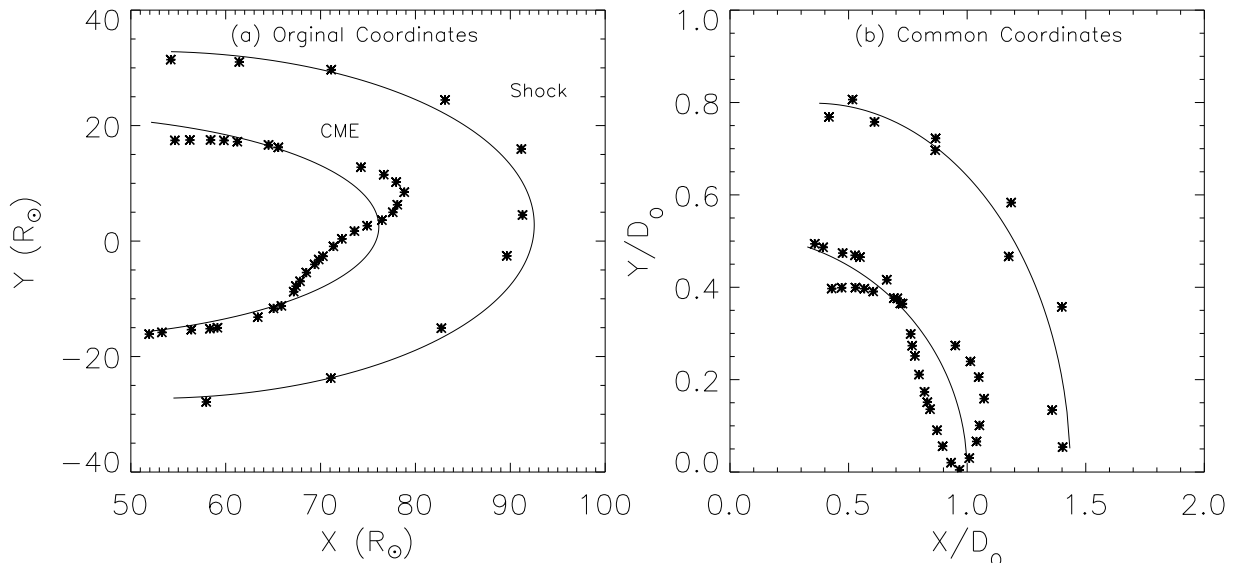 (a) Orginal Coordinates
Shock
CME
40
20
0
−20
−40
Y (R⊙)
50 60 70 80 90 100
X (R⊙)
(b) Common Coordinates
1.0
0.8
0.6
0.4
0.2
0.0
Y/D₀
0.0 0.5 1.0 1.5 2.0
X/D₀